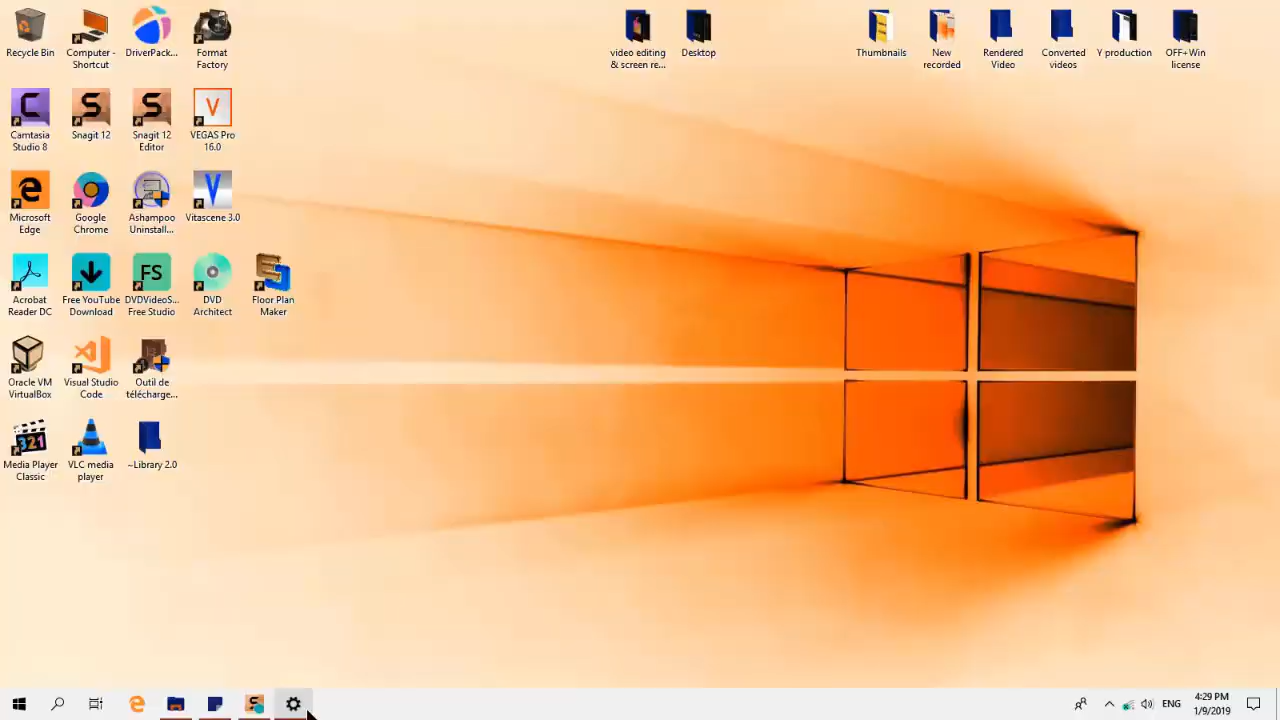 Recycle Bin
Computer - Shortcut
DriverPack...
Format Factory
video editing & screen re...
Desktop
Thumbnails
New recorded
Rendered Video
Converted videos
Y production
OFF+Win license
Camtasia Studio 8
Snagit 12
Snagit 12 Editor
VEGAS Pro 16.0
Microsoft Edge
Google Chrome
Ashampoo Uninstall...
Vitascene 3.0
Acrobat Reader DC
Free YouTube Download
FS
DVDVideoS... Free Studio
DVD Architect
Floor Plan Maker
Oracle VM VirtualBox
Visual Studio Code
Outil de télécharge...
321
Media Player Classic
VLC media player
~Library 2.0
ENG
4:29 PM
1/9/2019